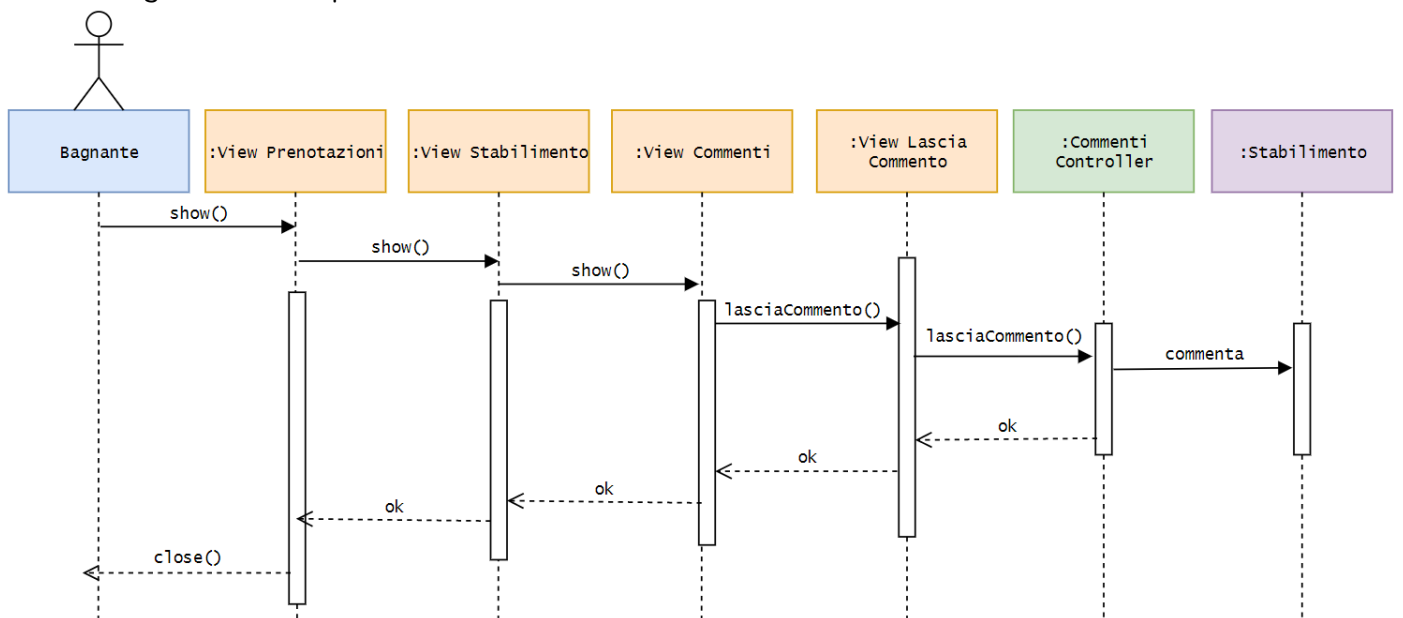 Bagnante
:View Prenotazioni
:View Stabilimento
:View Commenti
:View Lascia
Commento
:Commenti
Controller
:Stabilimento
show()
show()
show()
lasciaCommento()
lasciaCommento()
commenta
ok
ok
ok
ok
close()